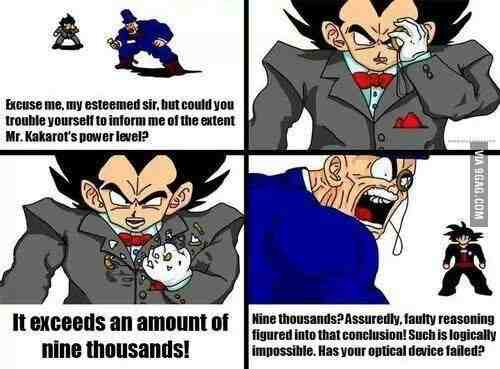 Excuse me, my esteemed sir, but could you
trouble yourself to inform me of the extent
Mr. Kakarot's power level?
VIA 9GAG.COM
It exceeds an amount of
nine thousands!
Nine thousands? Assuredly, faulty reasoning
figured into that conclusion! Such is logically
impossible. Has your optical device failed?